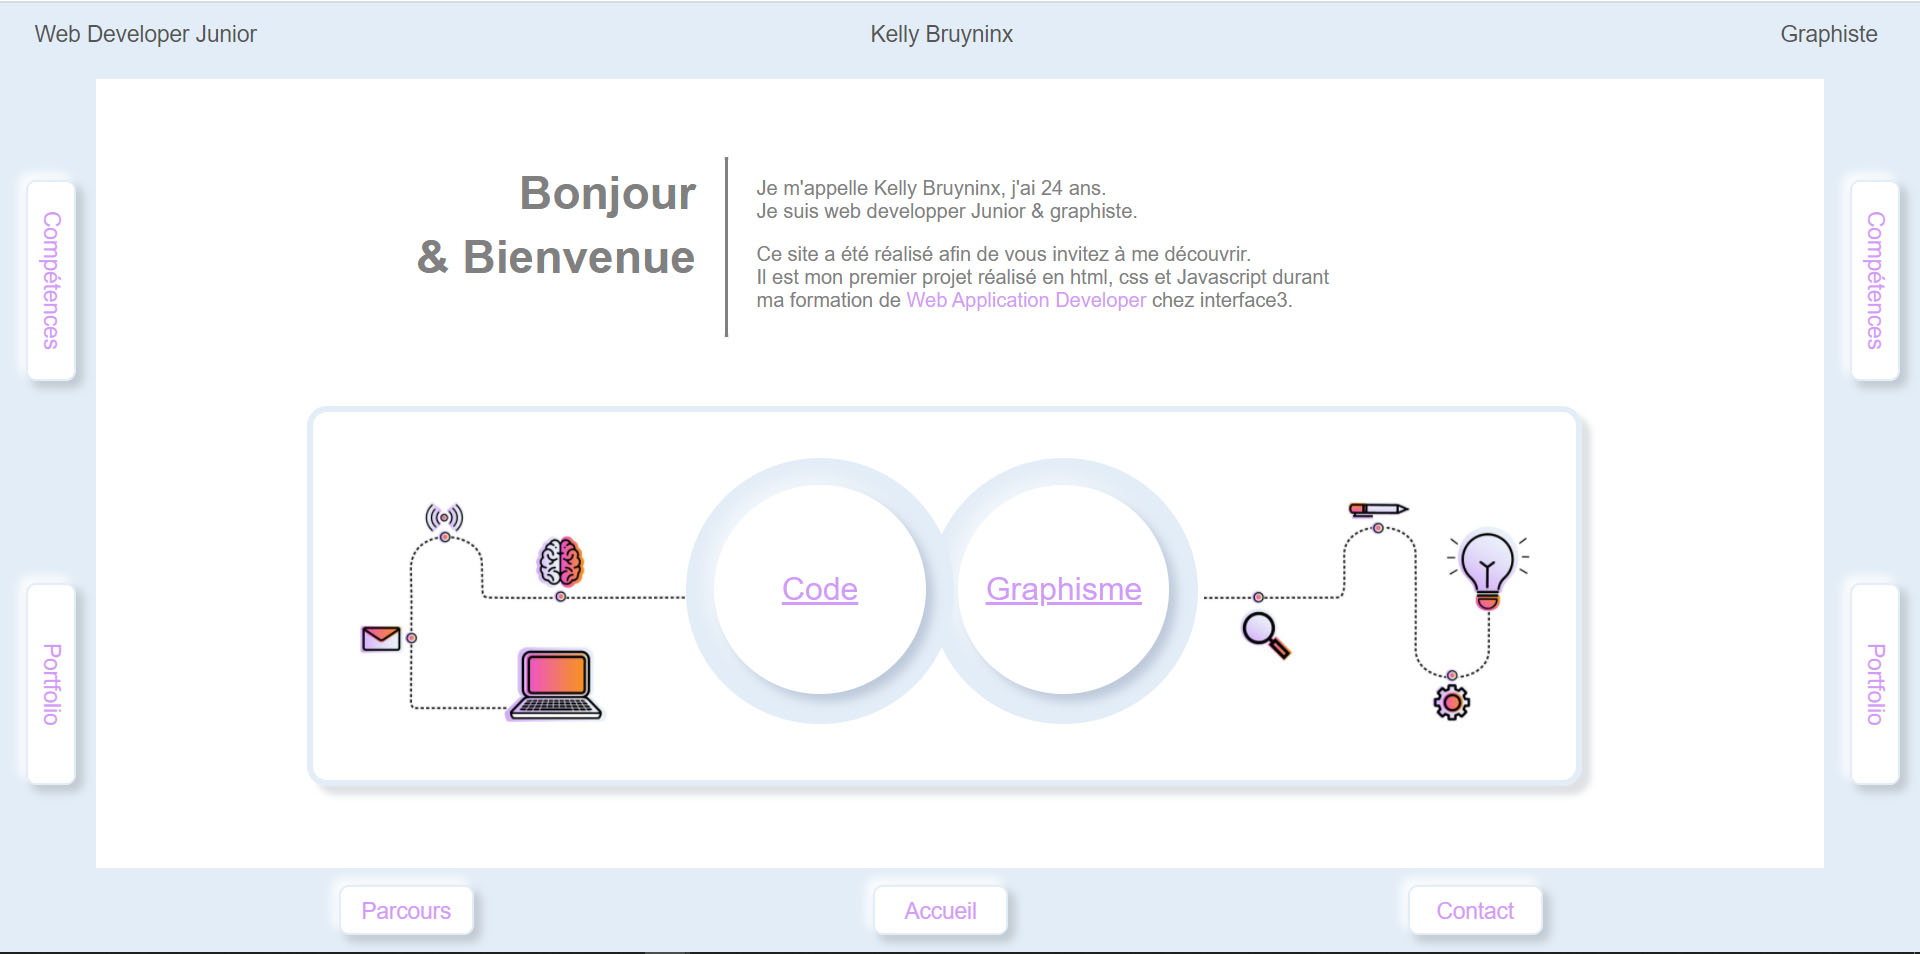 Web Developer Junior
Kelly Bruyninx
Graphiste
Bonjour
& Bienvenue
Je m'appelle Kelly Bruyninx, j'ai 24 ans.
Je suis web developper Junior & graphiste.
Ce site a été réalisé afin de vous invitez à me découvrir.
Il est mon premier projet réalisé en html, css et Javascript durant
ma formation de Web Application Developer chez interface3.
Compétences
Compétences
Code
Graphisme
Portfolio
Portfolio
Parcours
Accueil
Contact